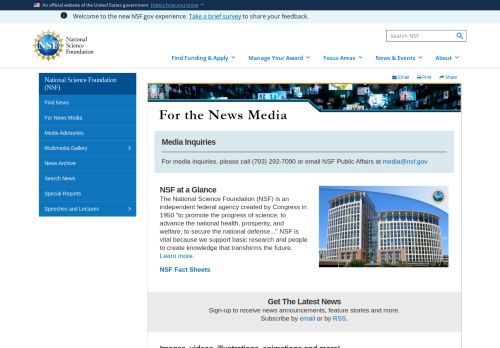 An official website of the United States government Here's how you know
Welcome to the new NSF.gov experience. Take a brief survey to share your feedback.
NSF
National
Science
Foundation
Search NSF
Find Funding & Apply
Manage Your Award
Focus Areas
News & Events
About
Email Print Share
National Science Foundation
(NSF)
Find News
For News Media
Media Advisories
Multimedia Gallery
News Archive
Search News
Special Reports
Speeches and Lectures
For the News Media
Media Inquiries
For media inquiries, please call (703) 292-7090 or email NSF Public Affairs at media@nsf.gov
NSF at a Glance
The National Science Foundation (NSF) is an
independent federal agency created by Congress in
1950 "to promote the progress of science; to
advance the national health, prosperity, and
welfare; to secure the national defense..." NSF is
vital because we support basic research and people
to create knowledge that transforms the future.
Learn more.
NSF Fact Sheets
Get The Latest News
Sign-up to receive news announcements, feature stories and more.
Subscribe by email or by RSS.
Images, videos, illustrations, animations and more!